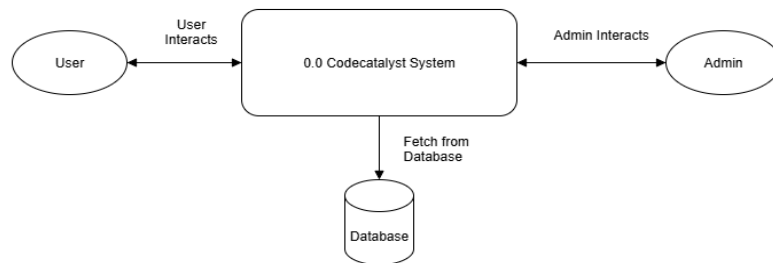 User
Interacts
User
0.0 Codecatalyst System
Admin Interacts
Admin
Fetch from
Database
Database